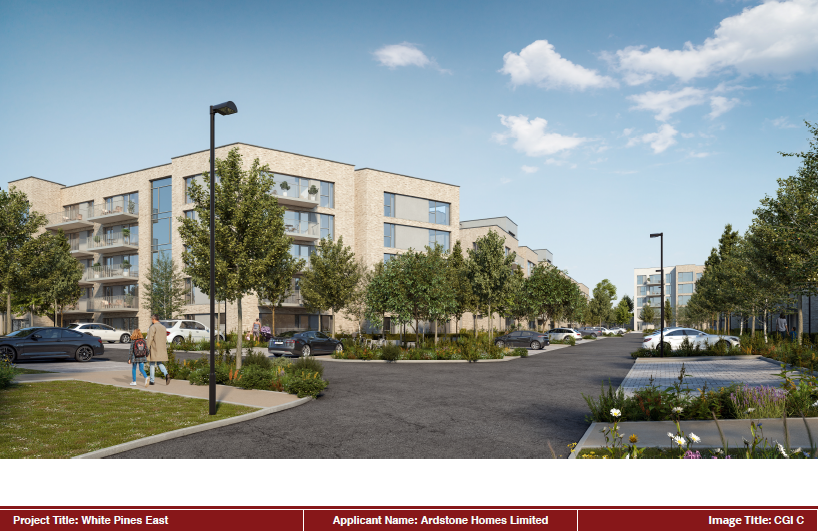 Project Title: White Pines East
Applicant Name: Ardstone Homes Limited
Image Title: CGI C